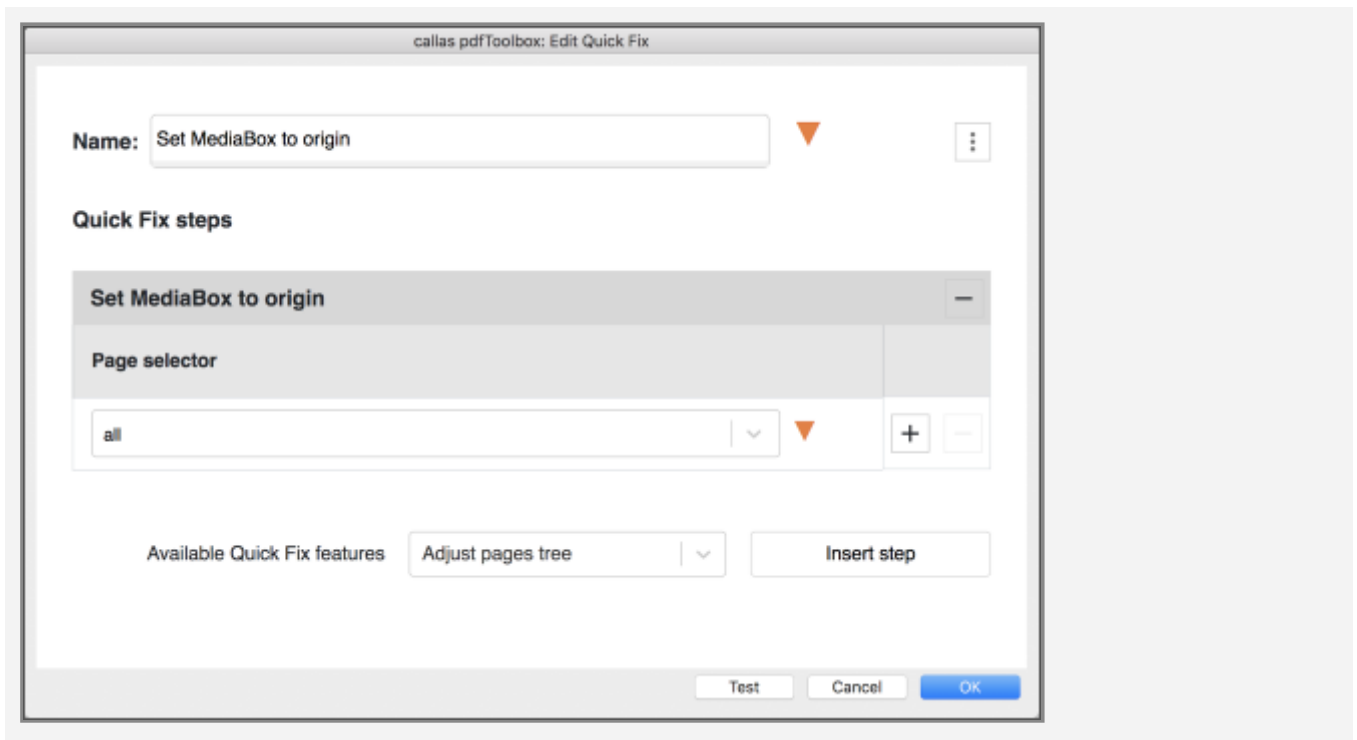 callas pdfToolbox: Edit Quick Fix
Name: Set MediaBox to origin
Quick Fix steps
Set MediaBox to origin
Page selector
all
Available Quick Fix features Adjust pages tree Insert step
Test Cancel OK